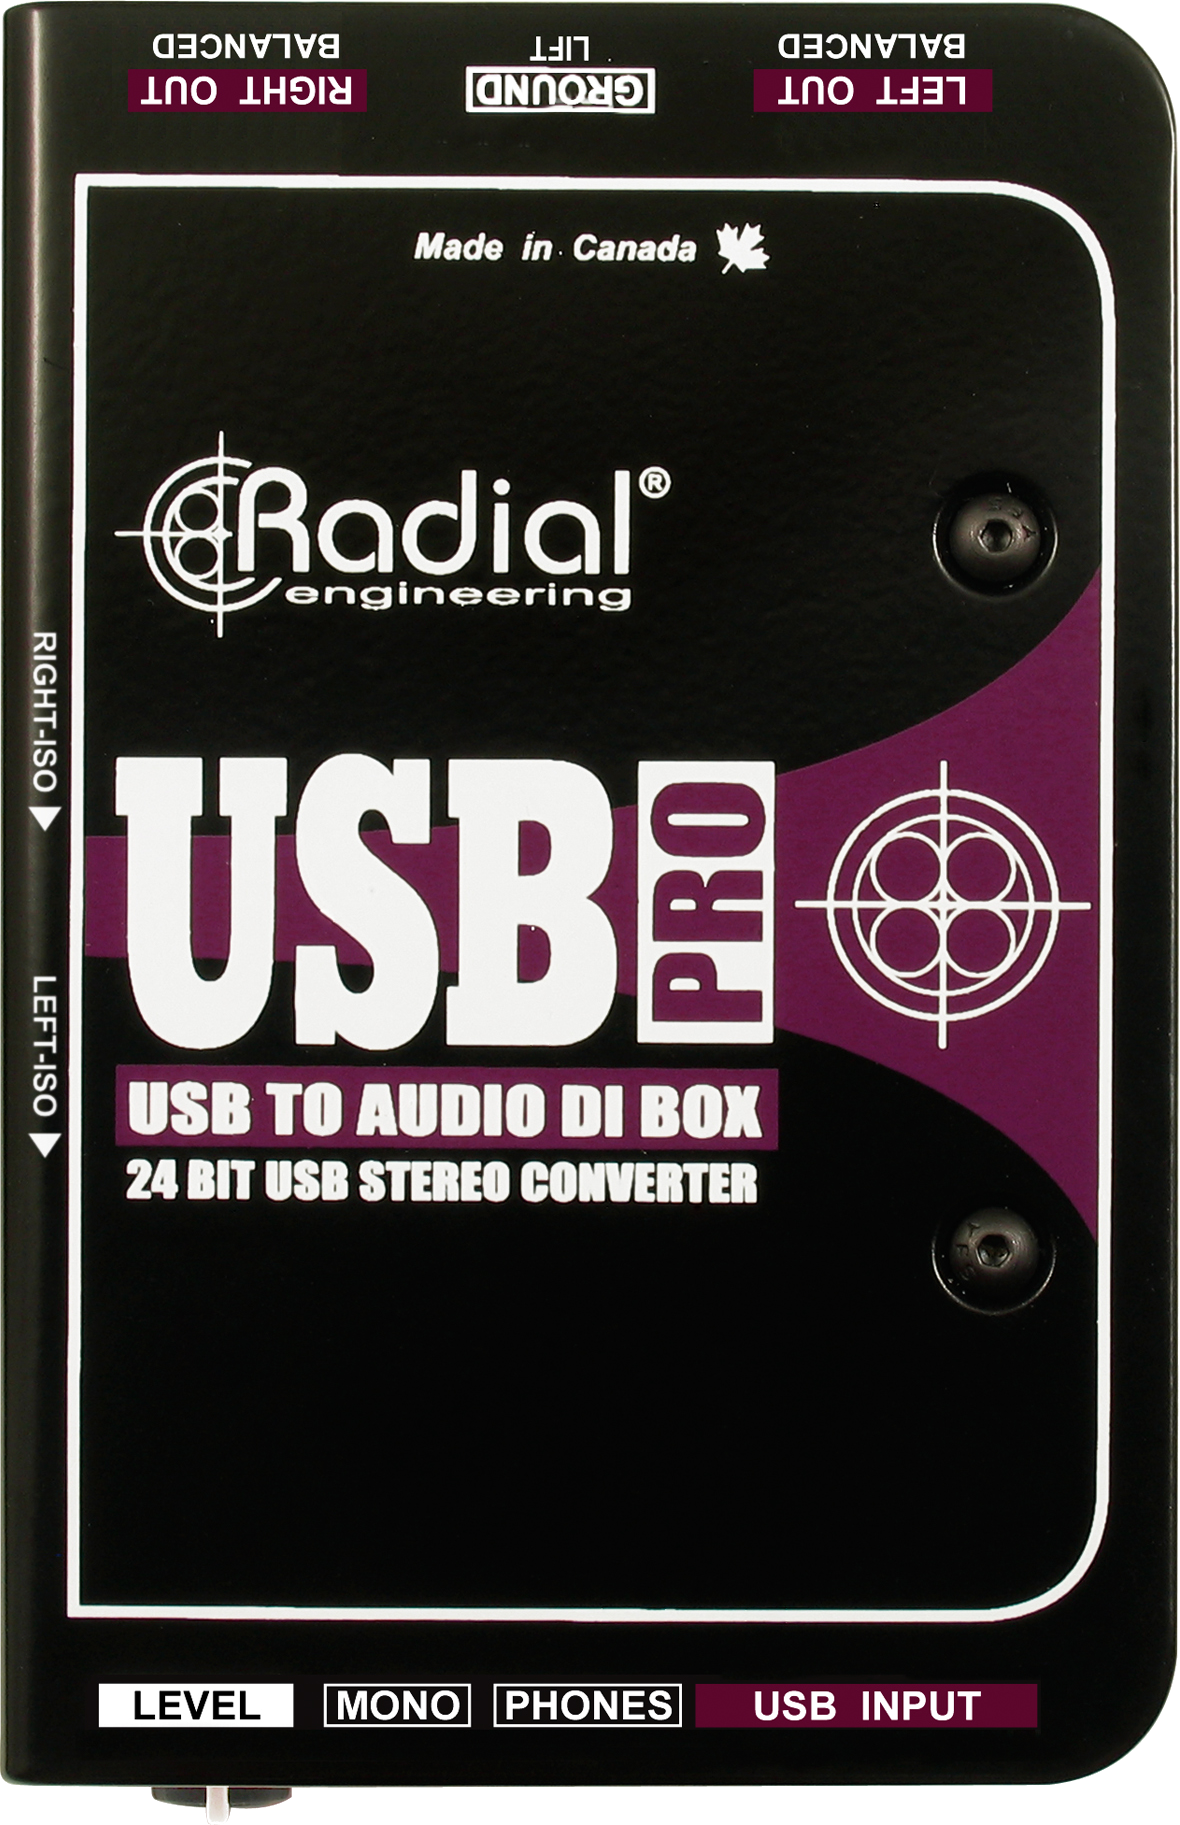 BALANCED
RIGHT OUT
LIFT
GROUND
BALANCED
LEFT OUT
Made in Canada
Radial®
engineering
RIGHT-ISO
USB PRO
LEFT-ISO
USB TO AUDIO DI BOX
24 BIT USB STEREO CONVERTER
LEVEL
MONO
PHONES
USB INPUT